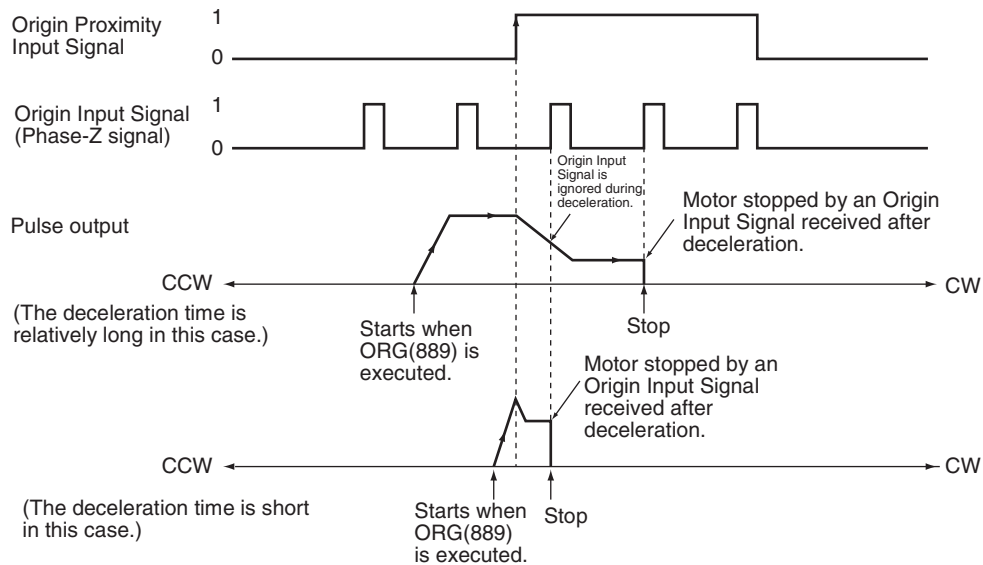 Origin Proximity
Input Signal
1
0
Origin Input Signal
(Phase-Z signal)
1
0
Origin Input
Signal is
ignored during
deceleration.
Pulse output
Motor stopped by an Origin
Input Signal received after
deceleration.
CCW
CW
(The deceleration time is
relatively long in this case.)
Starts when
ORG(889) is
executed.
Stop
Motor stopped by an
Origin Input Signal
received after
deceleration.
CCW
CW
(The deceleration time is short
in this case.)
Starts when
ORG(889)
is executed.
Stop